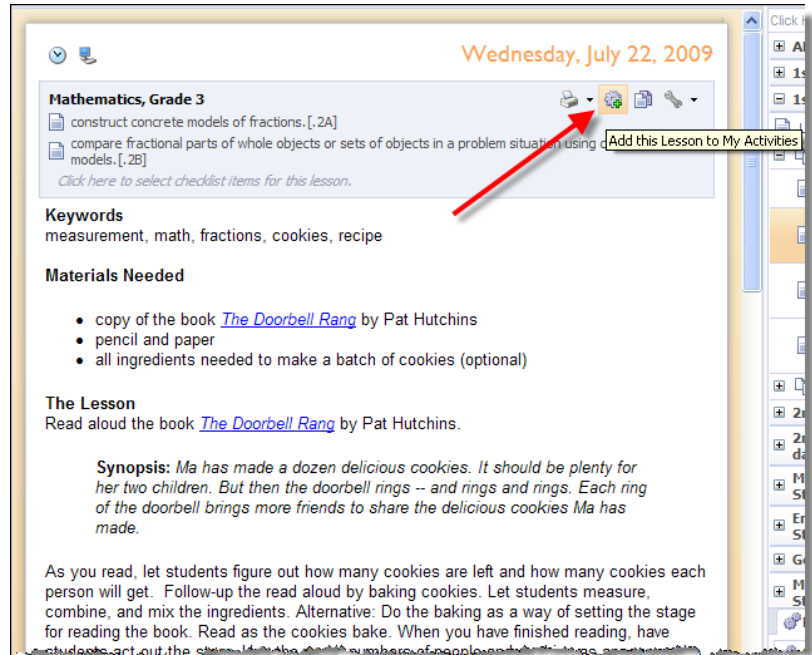 Click
Wednesday, July 22, 2009
Mathematics, Grade 3
construct concrete models of fractions.[.2A]
compare fractional parts of whole objects or sets of objects in a problem situation using
models.[.2B]
Add this Lesson to My Activities
Click here to select checklist items for this lesson.
Keywords
measurement, math, fractions, cookies, recipe
Materials Needed
• copy of the book The Doorbell Rang by Pat Hutchins
• pencil and paper
• all ingredients needed to make a batch of cookies (optional)
The Lesson
Read aloud the book The Doorbell Rang by Pat Hutchins.
Synopsis: Ma has made a dozen delicious cookies. It should be plenty for
her two children. But then the doorbell rings -- and rings and rings. Each ring
of the doorbell brings more friends to share the delicious cookies Ma has
made.
As you read, let students figure out how many cookies are left and how many cookies each
person will get. Follow-up the read aloud by baking cookies. Let students measure,
combine, and mix the ingredients. Alternative: Do the baking as a way of setting the stage
for reading the book. Read as the cookies bake. When you have finished reading, have